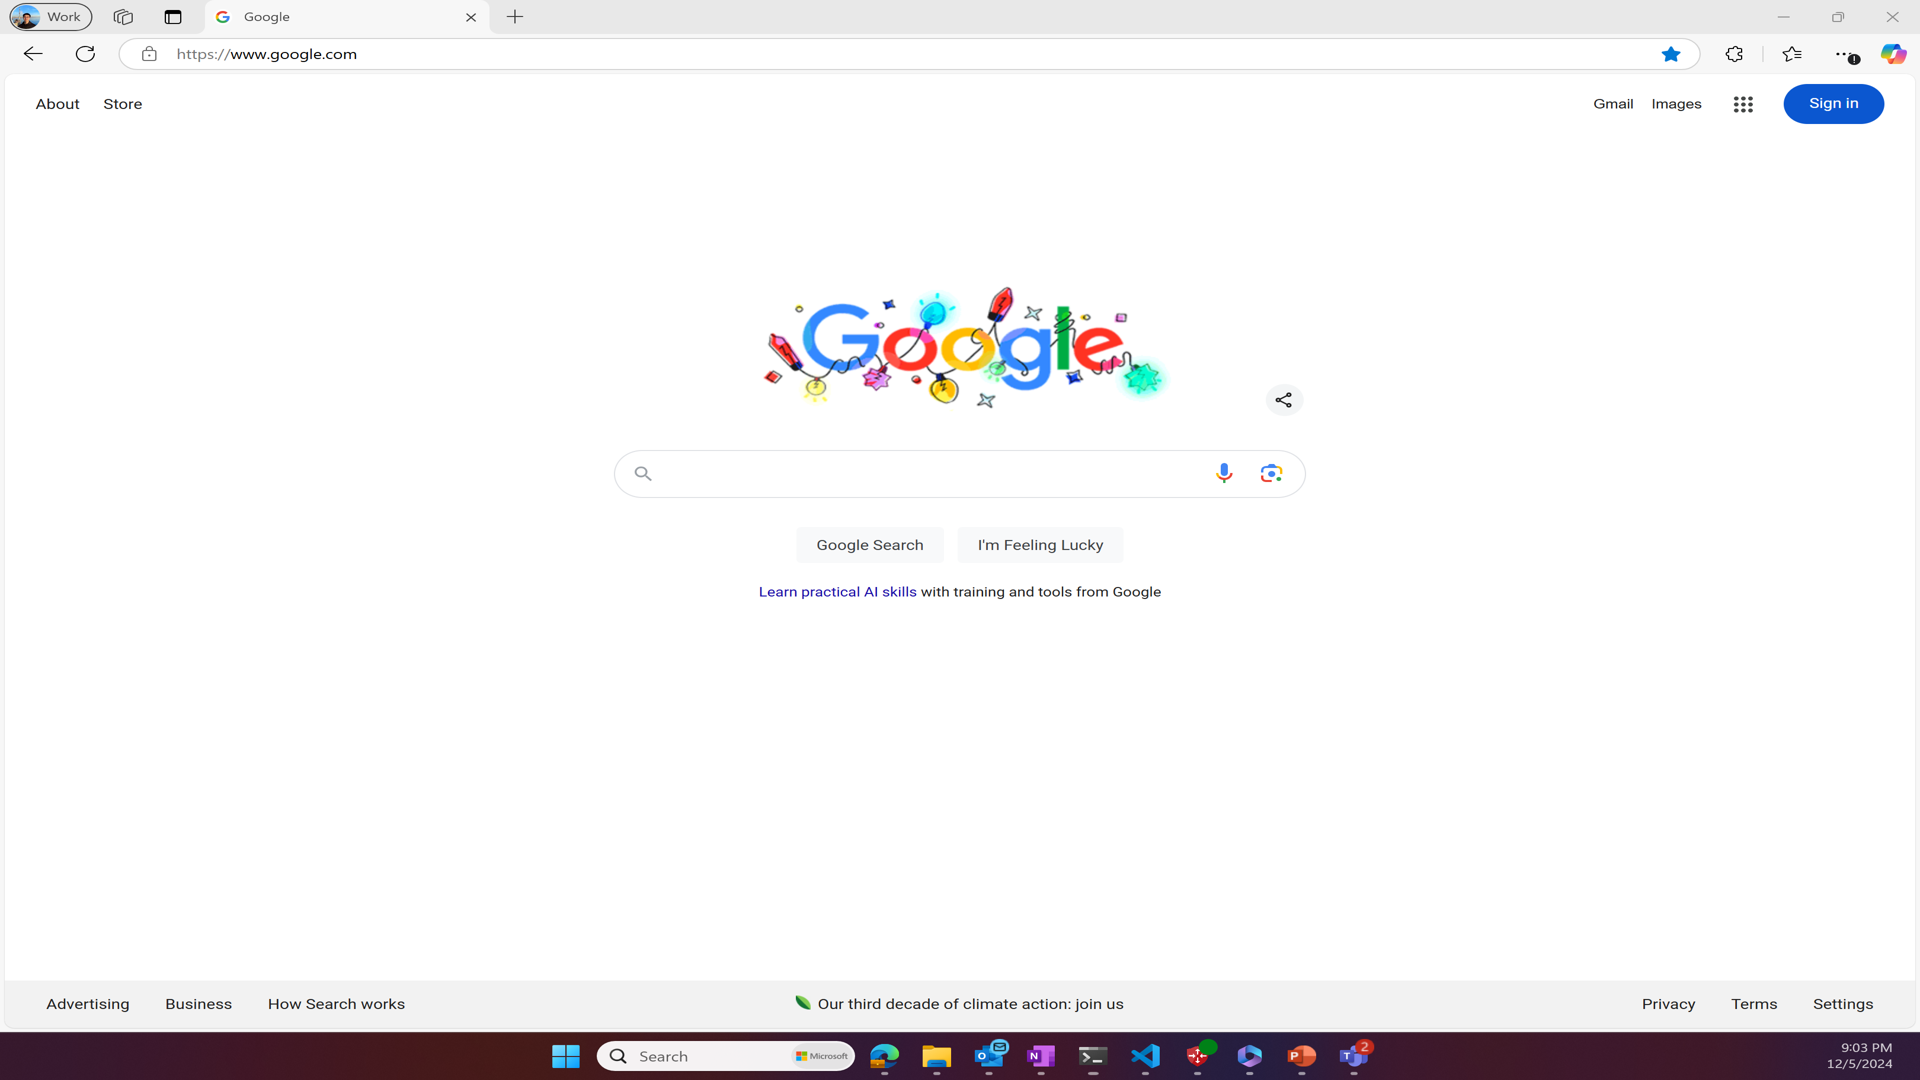 Work
Google
https://www.google.com
About Store
Gmail Images
Sign in
Google
Google Search I'm Feeling Lucky
Learn practical AI skills with training and tools from Google
Advertising Business How Search works
Our third decade of climate action: join us
Privacy Terms Settings
Search Microsoft
2
9:03 PM
12/5/2024